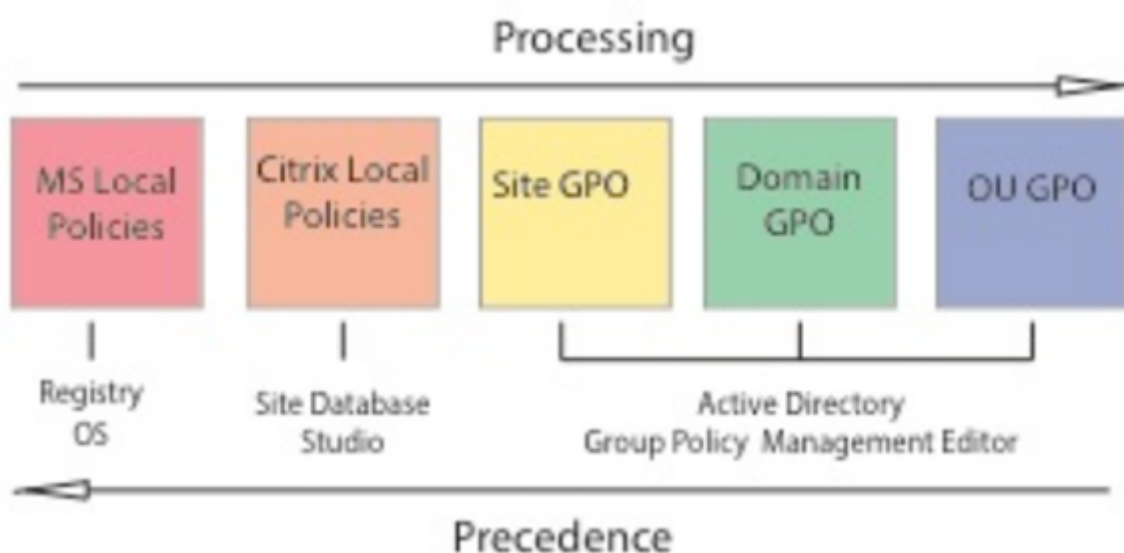 Processing
MS Local
Policies
Citrix Local
Policies
Site GPO
Domain
GPO
OU GPO
Registry
OS
Site Database
Studio
Active Directory
Group Policy Management Editor
Precedence